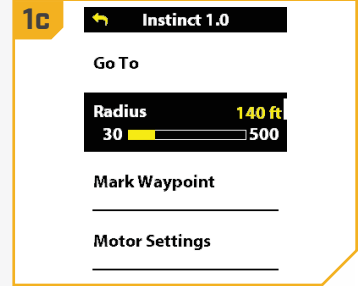 1c
Instinct 1.0
Go To
Radius 140 ft
30 500
Mark Waypoint
Motor Settings